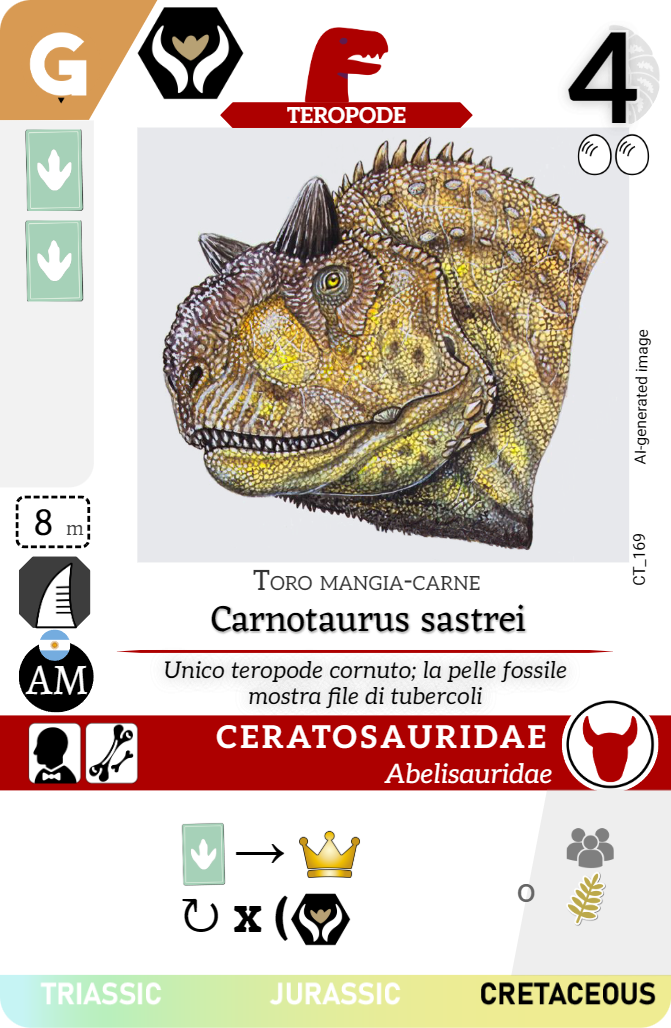 G
TEROPODE
4
AI-generated image
CT_169
8 m
AM
TORO MANGIA-CARNE
Carnotaurus sastrei
Unico teropode cornuto; la pelle fossile
mostra file di tubercoli
CERATOSAURIDAE
Abelisauridae
x (
o
TRIASSIC JURASSIC CRETACEOUS